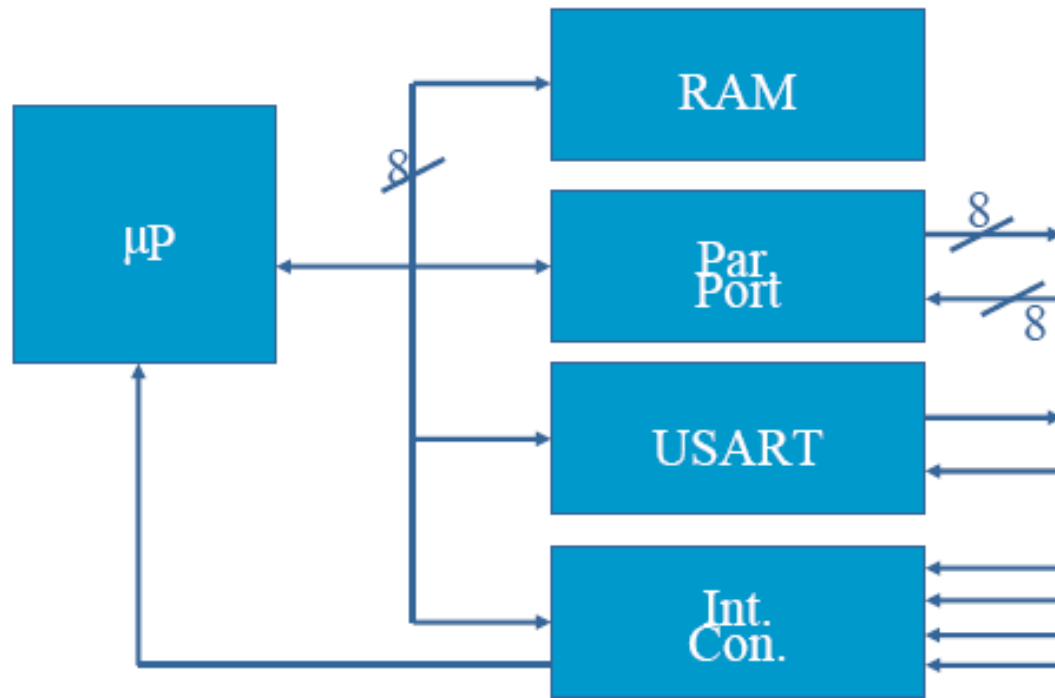 RAM
8
μP
8
Par.
Port
8
USART
Int.
Con.